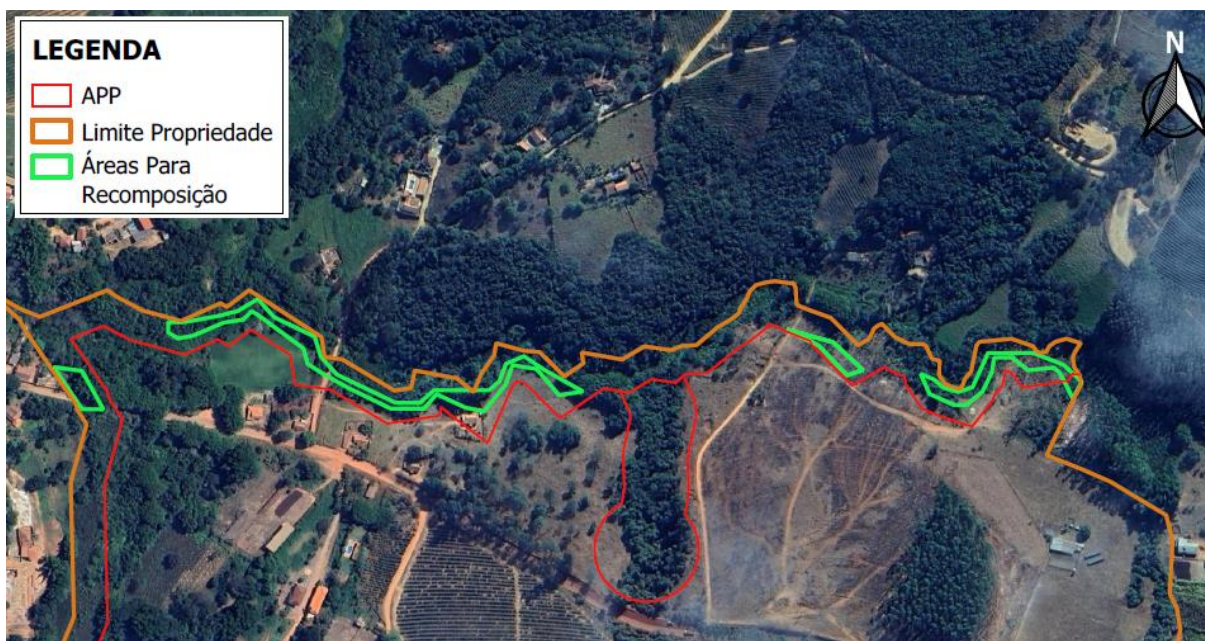 LEGENDA
APP
Limite Propriedade
Áreas Para
Recomposição
N